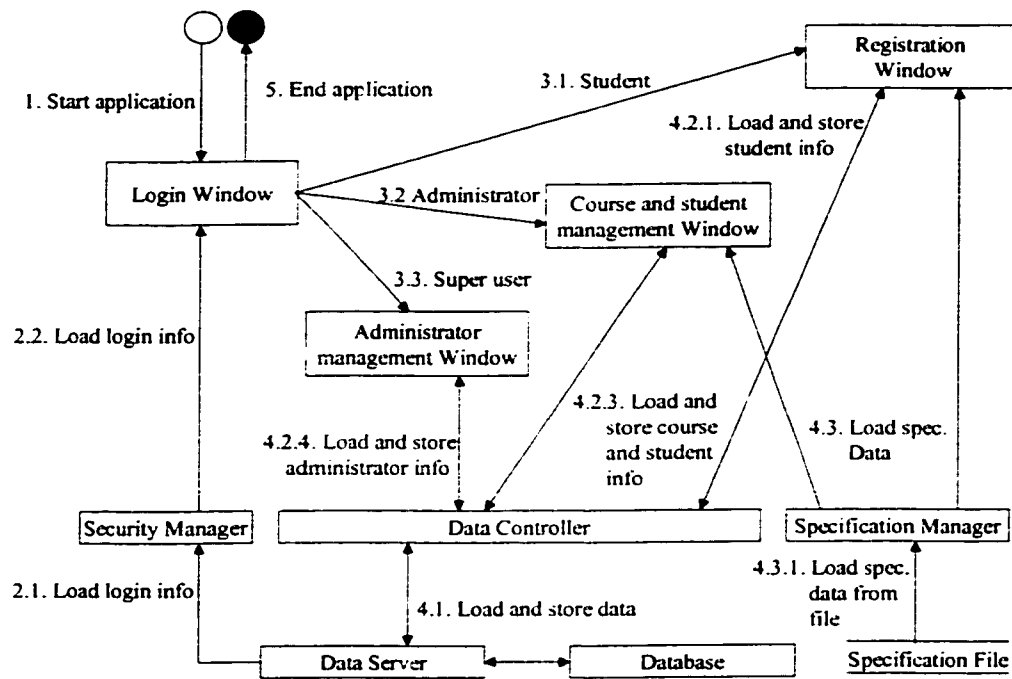 Registration
Window
1. Start application
5. End application
3.1. Student
4.2.1. Load and store
student info
Login Window
3.2 Administrator
Course and student
management Window
3.3. Super user
2.2. Load login info
Administrator
management Window
4.2.3. Load and
store course
and student
info
4.2.4. Load and store
administrator info
4.3. Load spec.
Data
Security Manager
Data Controller
Specification Manager
2.1. Load login info
4.1. Load and store data
4.3.1. Load spec.
data from
file
Data Server
Database
Specification File